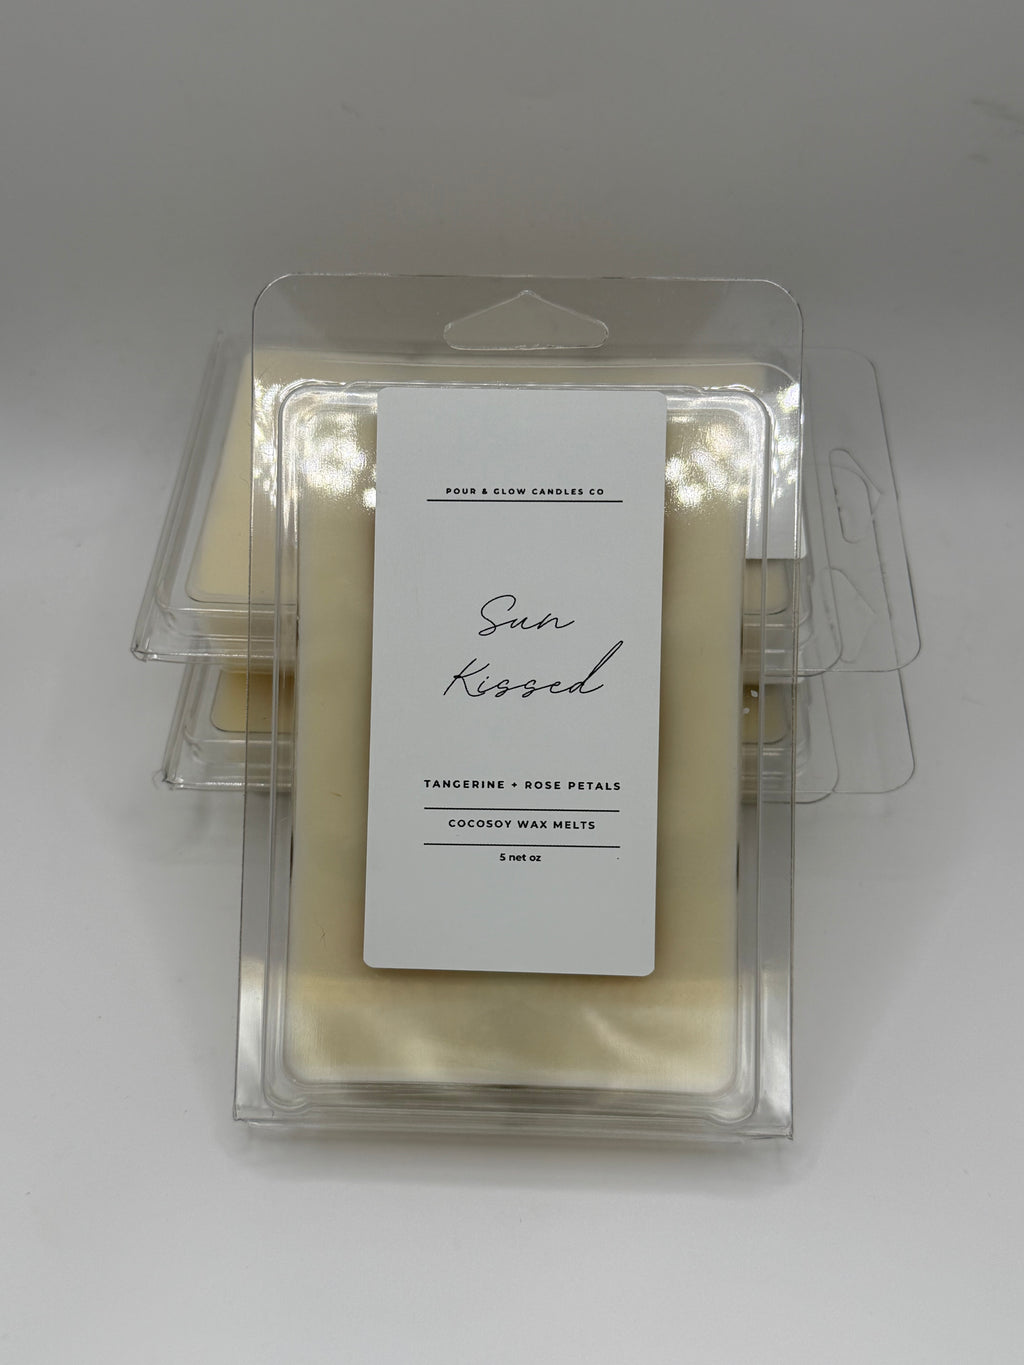 POUR & GLOW CANDLES CO
Sun
Kissed
TANGERINE + ROSE PETALS
COCOSOY WAX MELTS
5 net oz